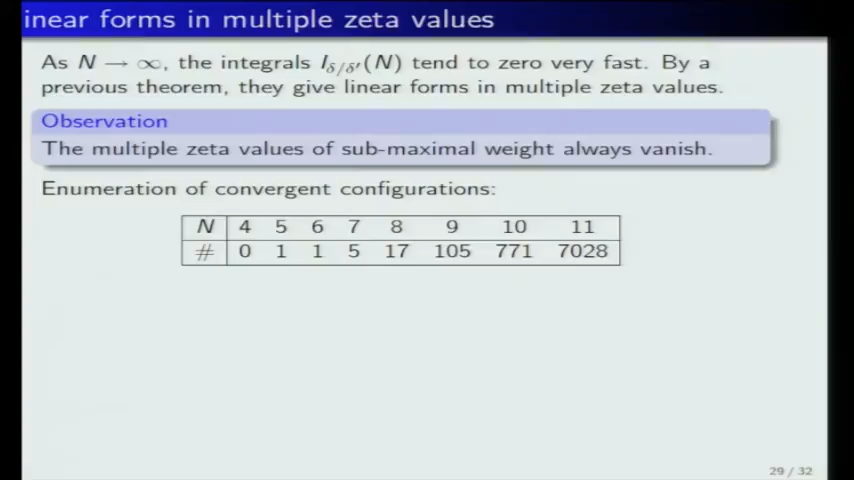 inear forms in multiple zeta values
As N → ∞, the integrals I_{δ/δ′}(N) tend to zero very fast. By a
previous theorem, they give linear forms in multiple zeta values.
Observation
The multiple zeta values of sub-maximal weight always vanish.
Enumeration of convergent configurations:
N 4 5 6 7 8 9 10 11
# 0 1 1 5 17 105 771 7028
29 / 32